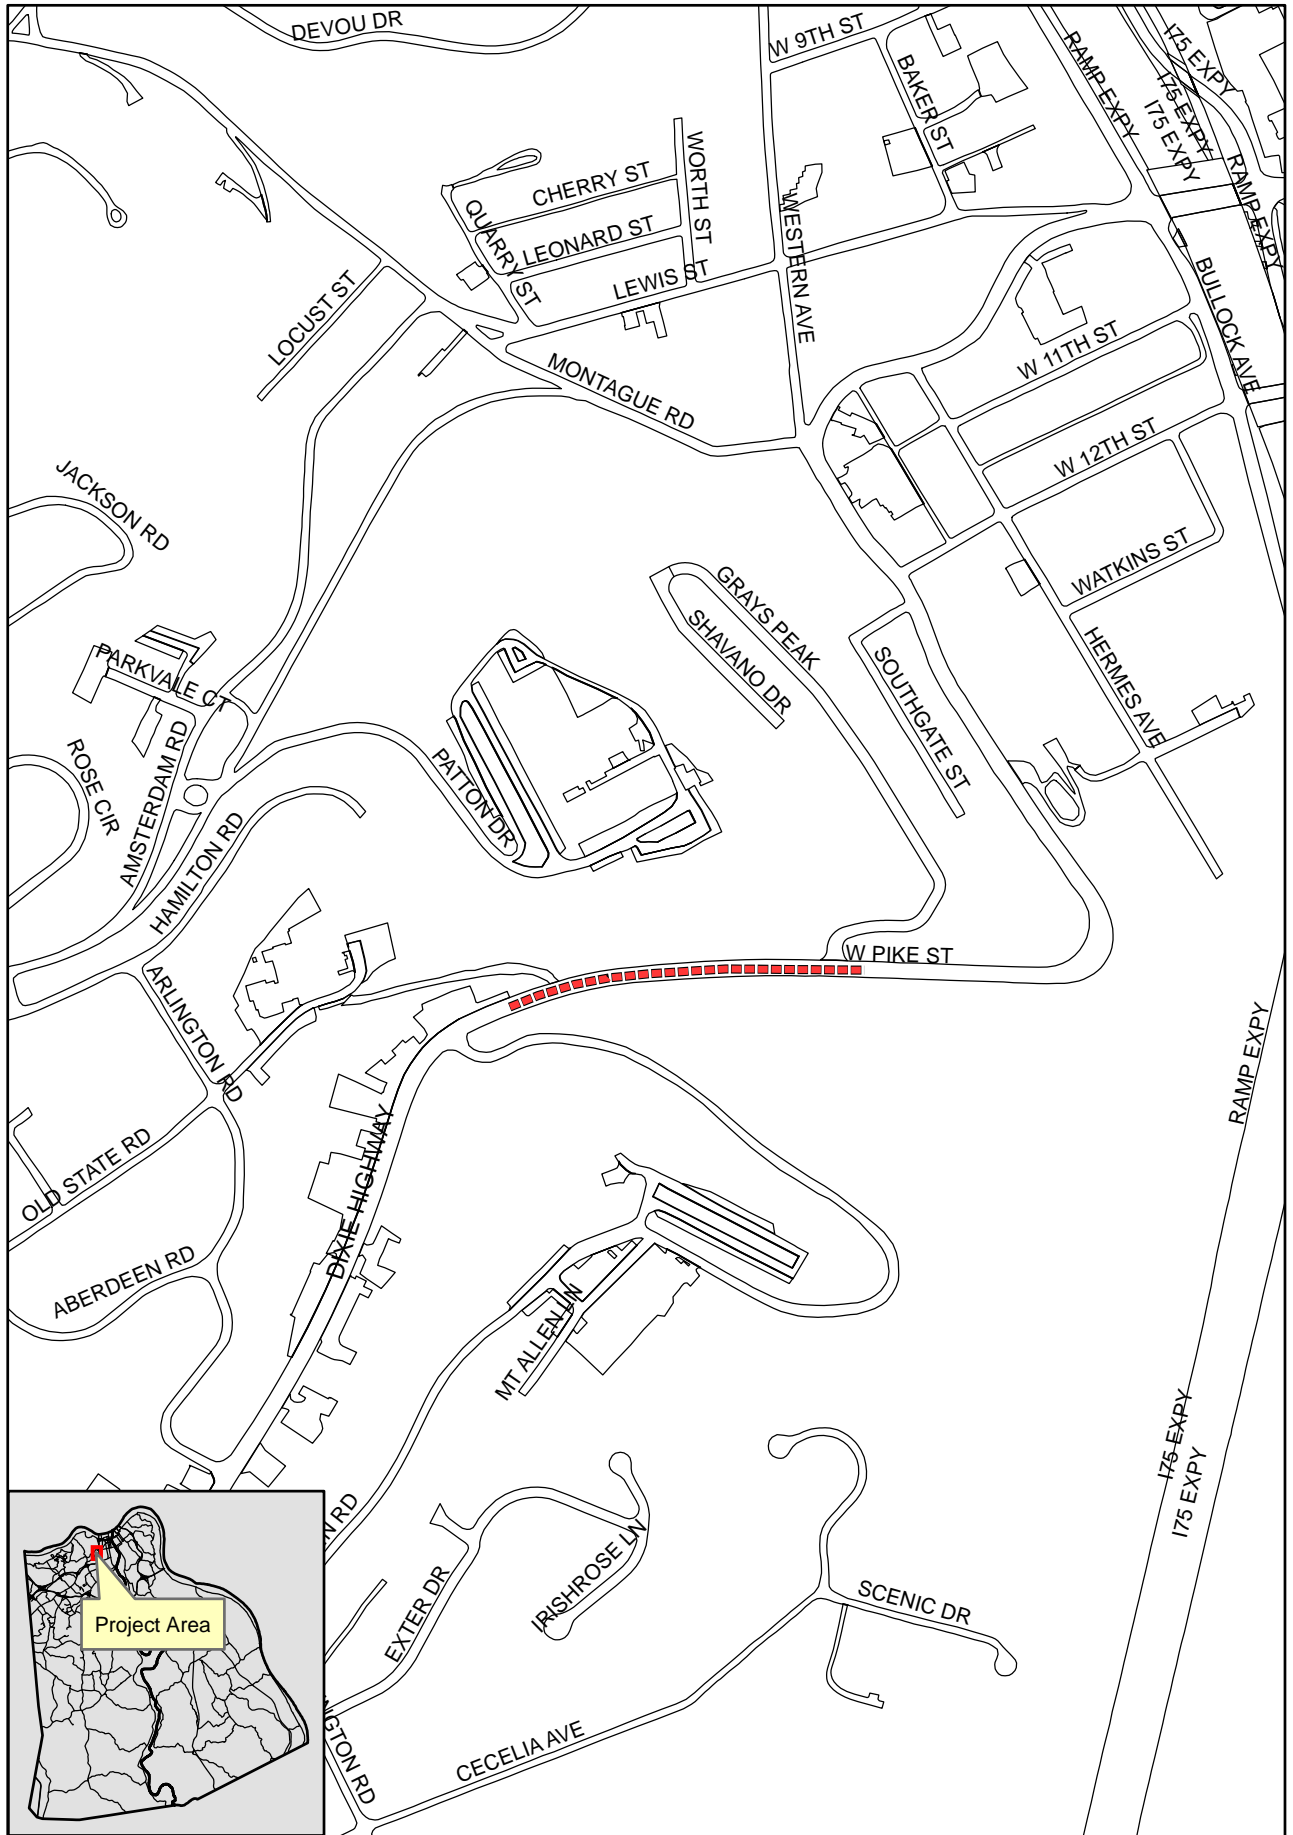 DEVOU DR
W 9TH ST
BAKER ST
RAMP EXPY
I75 EXPY
I75 EXPY
I75 EXPY
RAMP EXPY
CHERRY ST
WORTH ST
QUARRY ST
LEONARD ST
LEWIS ST
WESTERN AVE
LOCUST ST
BULLOCK AVE
W 11TH ST
MONTAGUE RD
W 12TH ST
JACKSON RD
WATKINS ST
GRAYS PEAK
SHAVANO DR
SOUTHGATE ST
HERMES AVE
PARKVALE CT
ROSE CIR
AMSTERDAM RD
PATTON DR
HAMILTON RD
W PIKE ST
ARLINGTON RD
RAMP EXPY
OLD STATE RD
DIXIE HIGHWAY
ABERDEEN RD
MT ALLEN LN
I75 EXPY
I75 EXPY
N RD
EXTER DR
IRISHROSE LN
SCENIC DR
Project Area
NGTON RD
CECELIA AVE